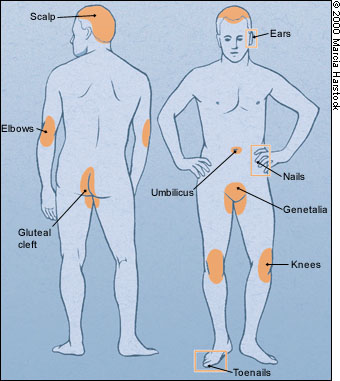 Scalp
Ears
Elbows
Umbilicus
Nails
Genetalia
Gluteal
cleft
Knees
Toenails
© 2000 Marcia Hartsock